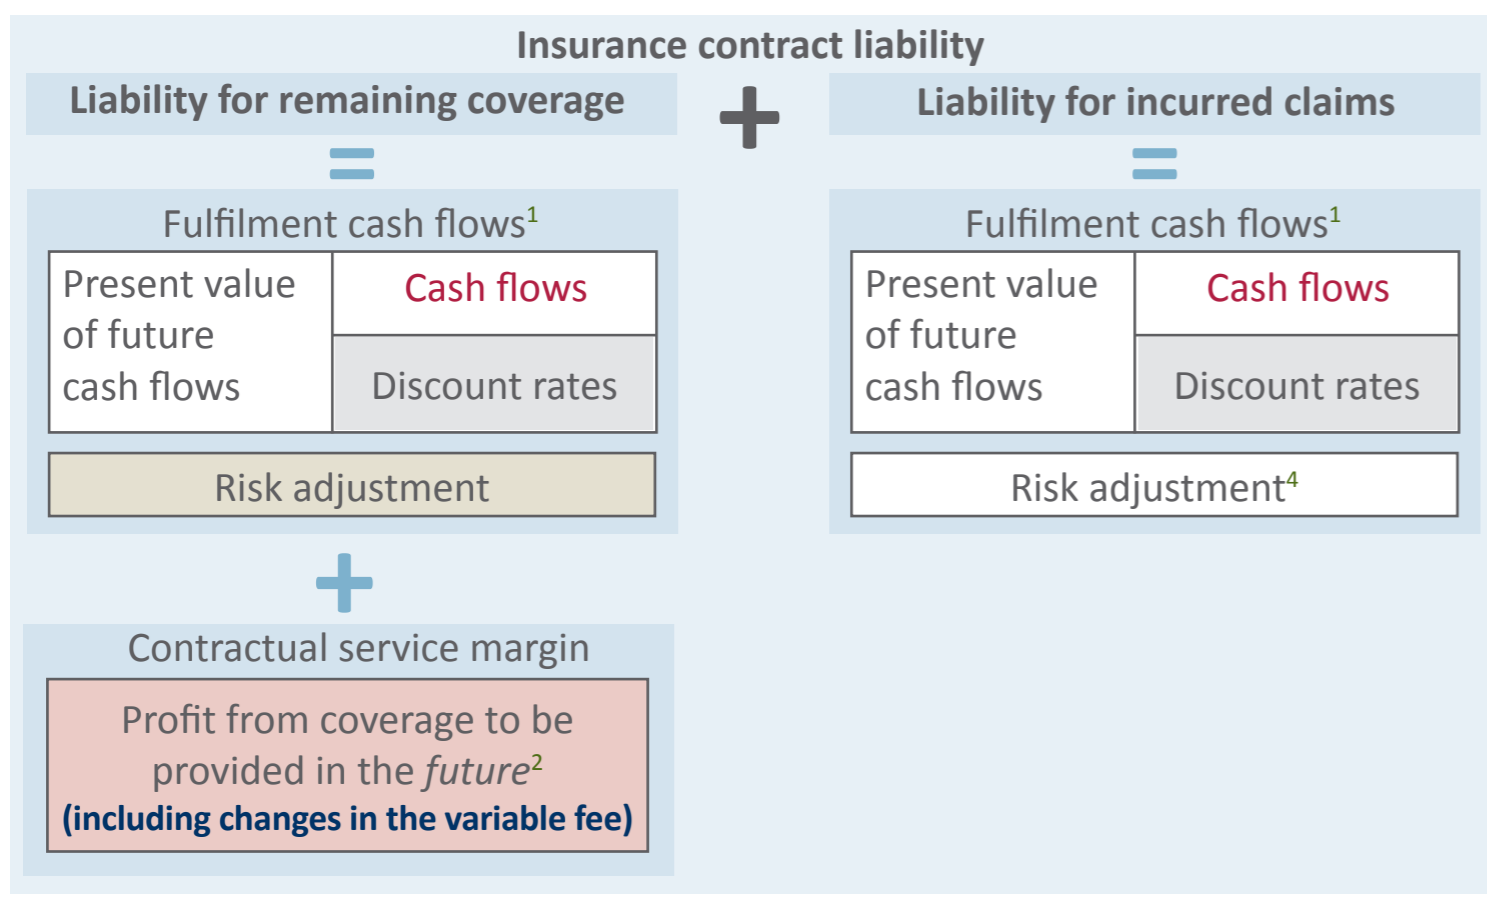 Insurance contract liability
Liability for remaining coverage
+
Liability for incurred claims
=
=
Fulfilment cash flows¹
Present value
of future
cash flows
Cash flows
Discount rates
Risk adjustment
Fulfilment cash flows¹
Present value
of future
cash flows
Cash flows
Discount rates
Risk adjustment⁴
+
Contractual service margin
Profit from coverage to be
provided in the future²
(including changes in the variable fee)